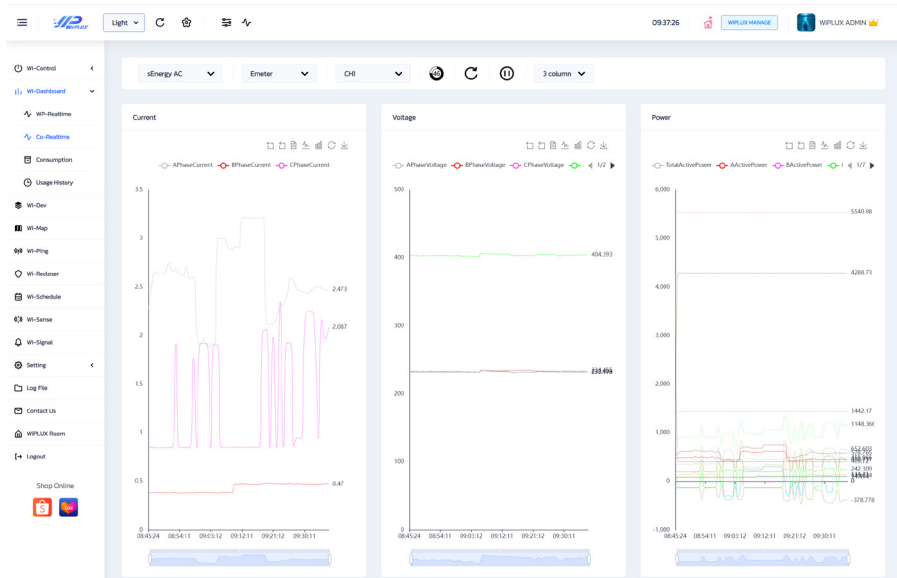 WIPLUX
Light
09:37:26
WIPLUX MANAGE
WIPLUX ADMIN
WI-Control
WI-Dashboard
WP-Realtime
Co-Realtime
Consumption
Usage History
WI-Dev
WI-Map
WI-Ping
WI-Recloser
WI-Schedule
WI-Sense
WI-Signal
Setting
Log File
Contact Us
WIPLUX Room
Logout
Shop Online
sEnergy AC
Emeter
CH1
3 column
Current
APhaseCurrent BPhaseCurrent CPhaseCurrent
3.5
3
2.5
2
1.5
1
0.5
0
2.473
2.067
0.47
08:45:24 08:54:11 09:03:12 09:12:11 09:21:12 09:30:11
Voltage
APhaseVoltage BPhaseVoltage CPhaseVoltage 1/2
500
400
300
200
100
0
404.393
08:45:24 08:54:11 09:03:12 09:12:11 09:21:12 09:30:11
Power
TotalActivePower AActivePower BActivePower 1/7
6,000
5,000
4,000
3,000
2,000
1,000
0
-1,000
5540.98
4288.73
1442.17
1148.366
652.603
242.309
-378.778
08:45:24 08:54:11 09:03:12 09:12:11 09:21:12 09:30:11